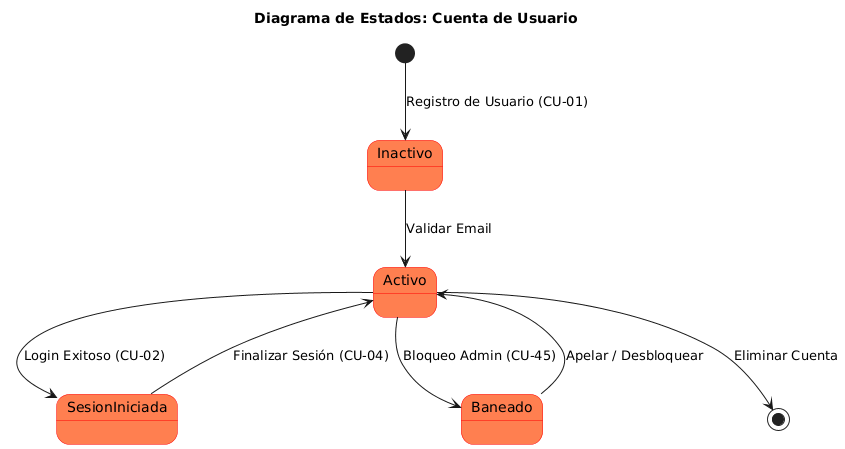 Diagrama de Estados: Cuenta de Usuario
Registro de Usuario (CU-01)
Inactivo
Validar Email
Activo
Login Exitoso (CU-02)
Finalizar Sesión (CU-04)
Bloqueo Admin (CU-45)
Apelar / Desbloquear
Eliminar Cuenta
SesionIniciada
Baneado